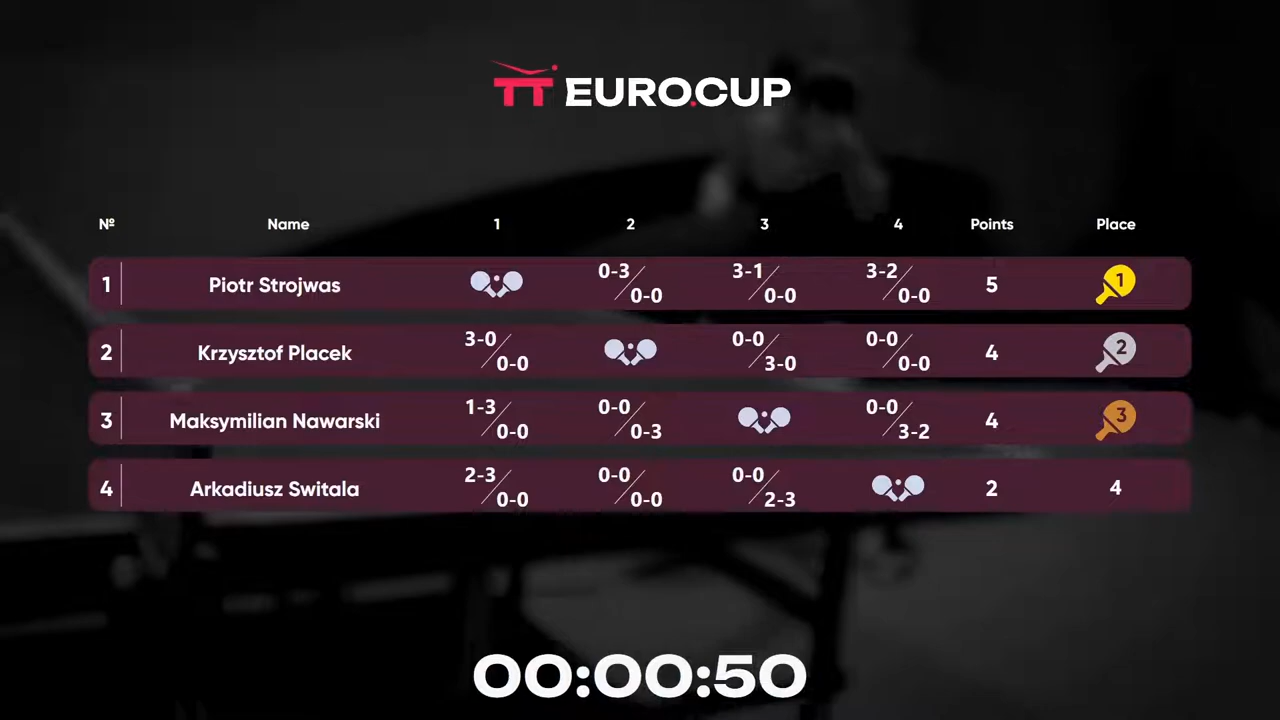 TT EURO.CUP
№ Name 1 2 3 4 Points Place
1 Piotr Strojwas 0-3/0-0 3-1/0-0 3-2/0-0 5 1
2 Krzysztof Placek 3-0/0-0 0-0/3-0 0-0/0-0 4 2
3 Maksymilian Nawarski 1-3/0-0 0-0/0-3 0-0/3-2 4 3
4 Arkadiusz Switala 2-3/0-0 0-0/0-0 0-0/2-3 2 4
00:00:50